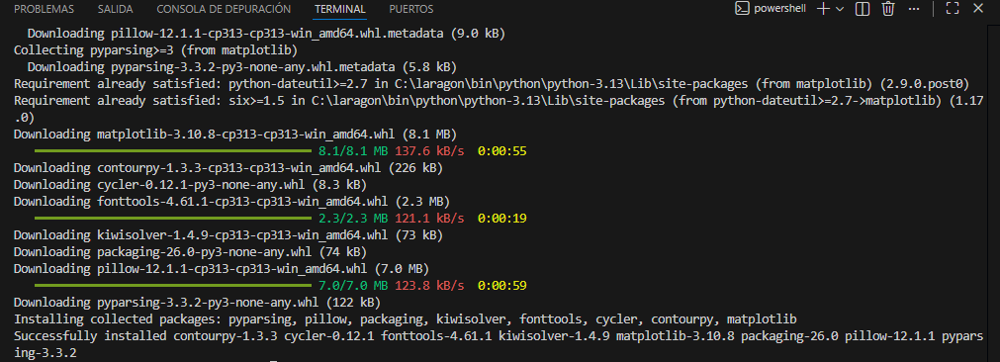 PROBLEMAS SALIDA CONSOLA DE DEPURACIÓN TERMINAL PUERTOS powershell
Downloading pillow-12.1.1-cp313-cp313-win_amd64.whl.metadata (9.0 kB)
Collecting pyparsing>=3 (from matplotlib)
Downloading pyparsing-3.3.2-py3-none-any.whl.metadata (5.8 kB)
Requirement already satisfied: python-dateutil>=2.7 in C:\laragon\bin\python\python-3.13\Lib\site-packages (from matplotlib) (2.9.0.post0)
Requirement already satisfied: six>=1.5 in C:\laragon\bin\python\python-3.13\Lib\site-packages (from python-dateutil>=2.7->matplotlib) (1.17
.0)
Downloading matplotlib-3.10.8-cp313-cp313-win_amd64.whl (8.1 MB)
8.1/8.1 MB 137.6 kB/s 0:00:55
Downloading contourpy-1.3.3-cp313-cp313-win_amd64.whl (226 kB)
Downloading cycler-0.12.1-py3-none-any.whl (8.3 kB)
Downloading fonttools-4.61.1-cp313-cp313-win_amd64.whl (2.3 MB)
2.3/2.3 MB 121.1 kB/s 0:00:19
Downloading kiwisolver-1.4.9-cp313-cp313-win_amd64.whl (73 kB)
Downloading packaging-26.0-py3-none-any.whl (74 kB)
Downloading pillow-12.1.1-cp313-cp313-win_amd64.whl (7.0 MB)
7.0/7.0 MB 123.8 kB/s 0:00:59
Downloading pyparsing-3.3.2-py3-none-any.whl (122 kB)
Installing collected packages: pyparsing, pillow, packaging, kiwisolver, fonttools, cycler, contourpy, matplotlib
Successfully installed contourpy-1.3.3 cycler-0.12.1 fonttools-4.61.1 kiwisolver-1.4.9 matplotlib-3.10.8 packaging-26.0 pillow-12.1.1 pypars
ing-3.3.2